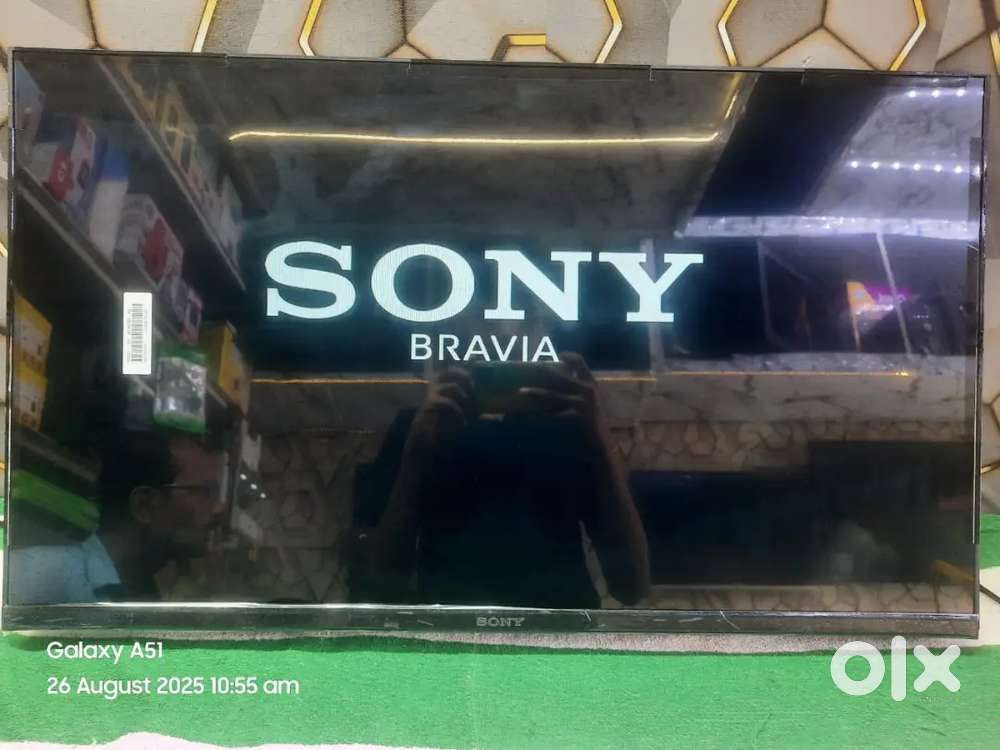 SONY
BRAVIA
SONY
Galaxy A51
26 August 2025 10:55 am
olx